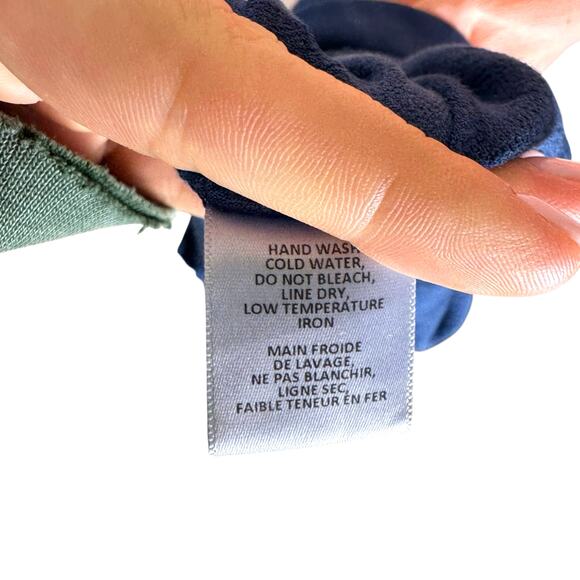 HAND WASH
COLD WATER,
DO NOT BLEACH,
LINE DRY,
LOW TEMPERATURE
IRON
MAIN FROIDE
DE LAVAGE,
NE PAS BLANCHIR,
LIGNE SEC,
FAIBLE TENEUR EN FER